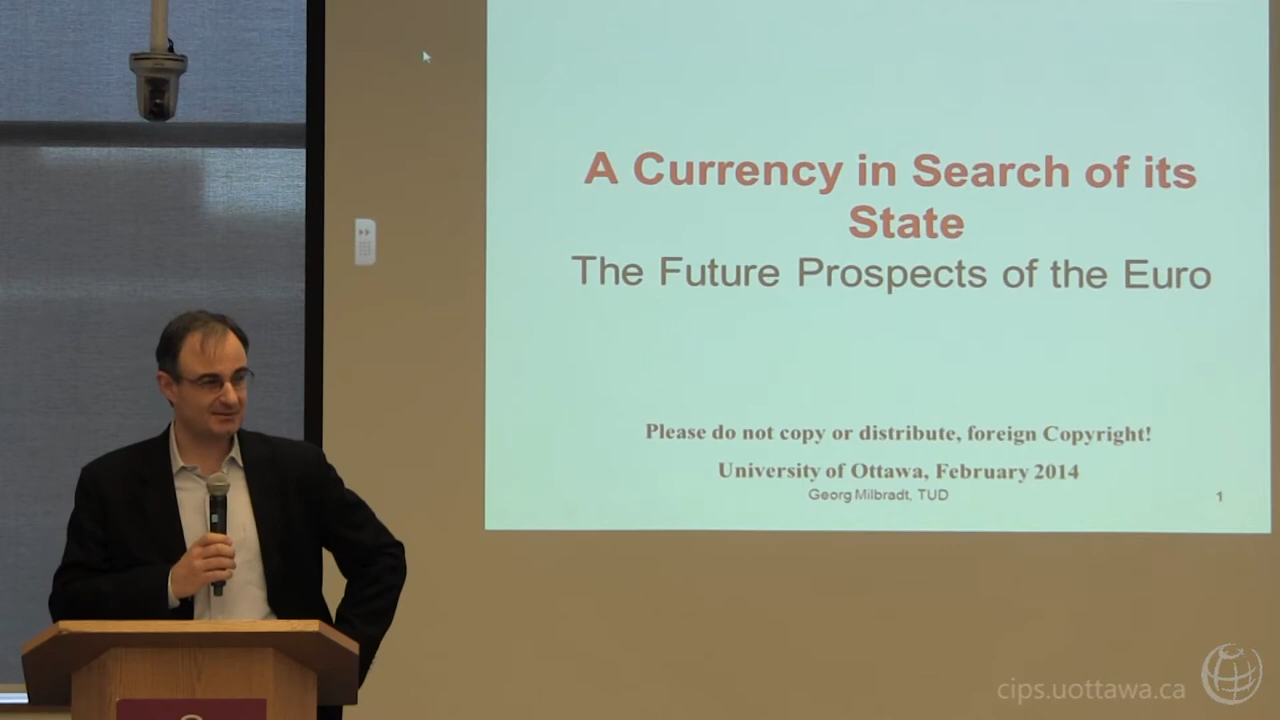 A Currency in Search of its
State
The Future Prospects of the Euro
Please do not copy or distribute, foreign Copyright!
University of Ottawa, February 2014
Georg Milbradt, TUD
1
cips.uottawa.ca